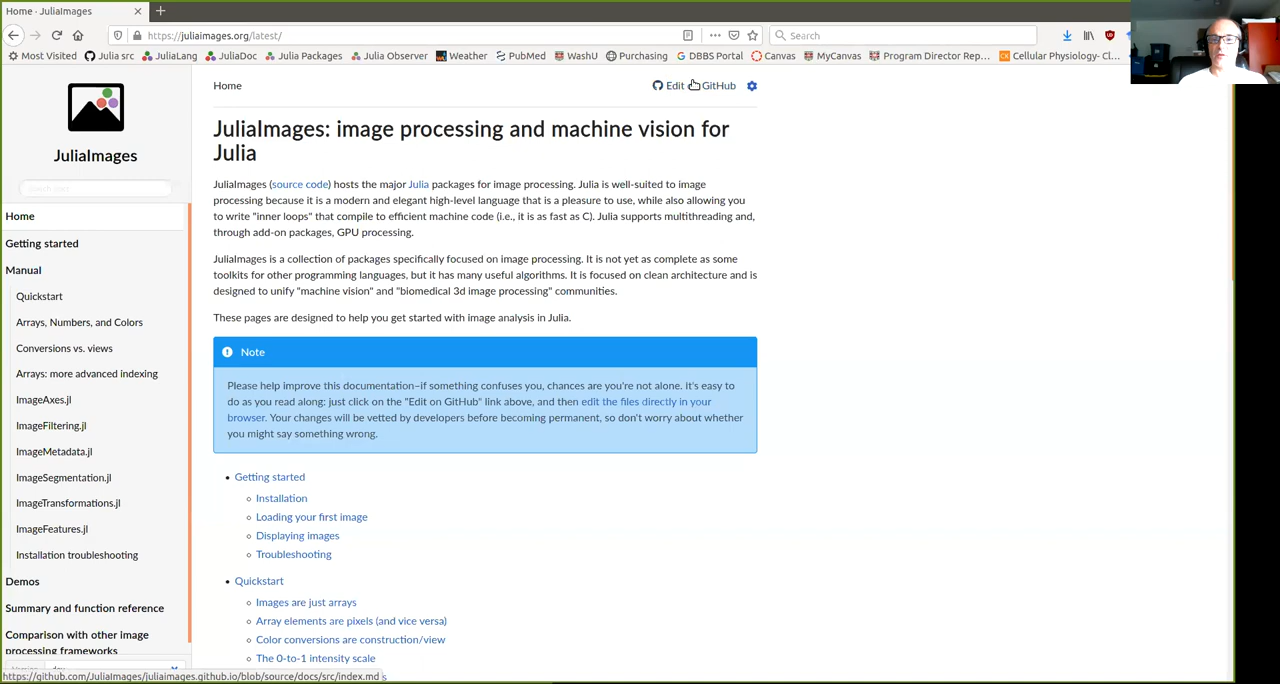 Home · JuliaImages
https://juliaimages.org/latest/
Search
Most Visited Julia src JuliaLang JuliaDoc Julia Packages Julia Observer Weather PubMed WashU Purchasing DBBS Portal Canvas MyCanvas Program Director Rep... Cellular Physiology- Cl...
JuliaImages
Home
Getting started
Manual
Quickstart
Arrays, Numbers, and Colors
Conversions vs. views
Arrays: more advanced indexing
ImageAxes.jl
ImageFiltering.jl
ImageMetadata.jl
ImageSegmentation.jl
ImageTransformations.jl
ImageFeatures.jl
Installation troubleshooting
Demos
Summary and function reference
Comparison with other image
processing frameworks
Home
Edit on GitHub
JuliaImages: image processing and machine vision for
Julia
JuliaImages (source code) hosts the major Julia packages for image processing. Julia is well-suited to image
processing because it is a modern and elegant high-level language that is a pleasure to use, while also allowing you
to write "inner loops" that compile to efficient machine code (i.e., it is as fast as C). Julia supports multithreading and,
through add-on packages, GPU processing.
JuliaImages is a collection of packages specifically focused on image processing. It is not yet as complete as some
toolkits for other programming languages, but it has many useful algorithms. It is focused on clean architecture and is
designed to unify "machine vision" and "biomedical 3d image processing" communities.
These pages are designed to help you get started with image analysis in Julia.
Note
Please help improve this documentation–if something confuses you, chances are you're not alone. It's easy to
do as you read along: just click on the "Edit on GitHub" link above, and then edit the files directly in your
browser. Your changes will be vetted by developers before becoming permanent, so don't worry about whether
you might say something wrong.
Getting started
Installation
Loading your first image
Displaying images
Troubleshooting
Quickstart
Images are just arrays
Array elements are pixels (and vice versa)
Color conversions are construction/view
The 0-to-1 intensity scale
https://github.com/JuliaImages/juliaimages.github.io/blob/source/docs/src/index.md